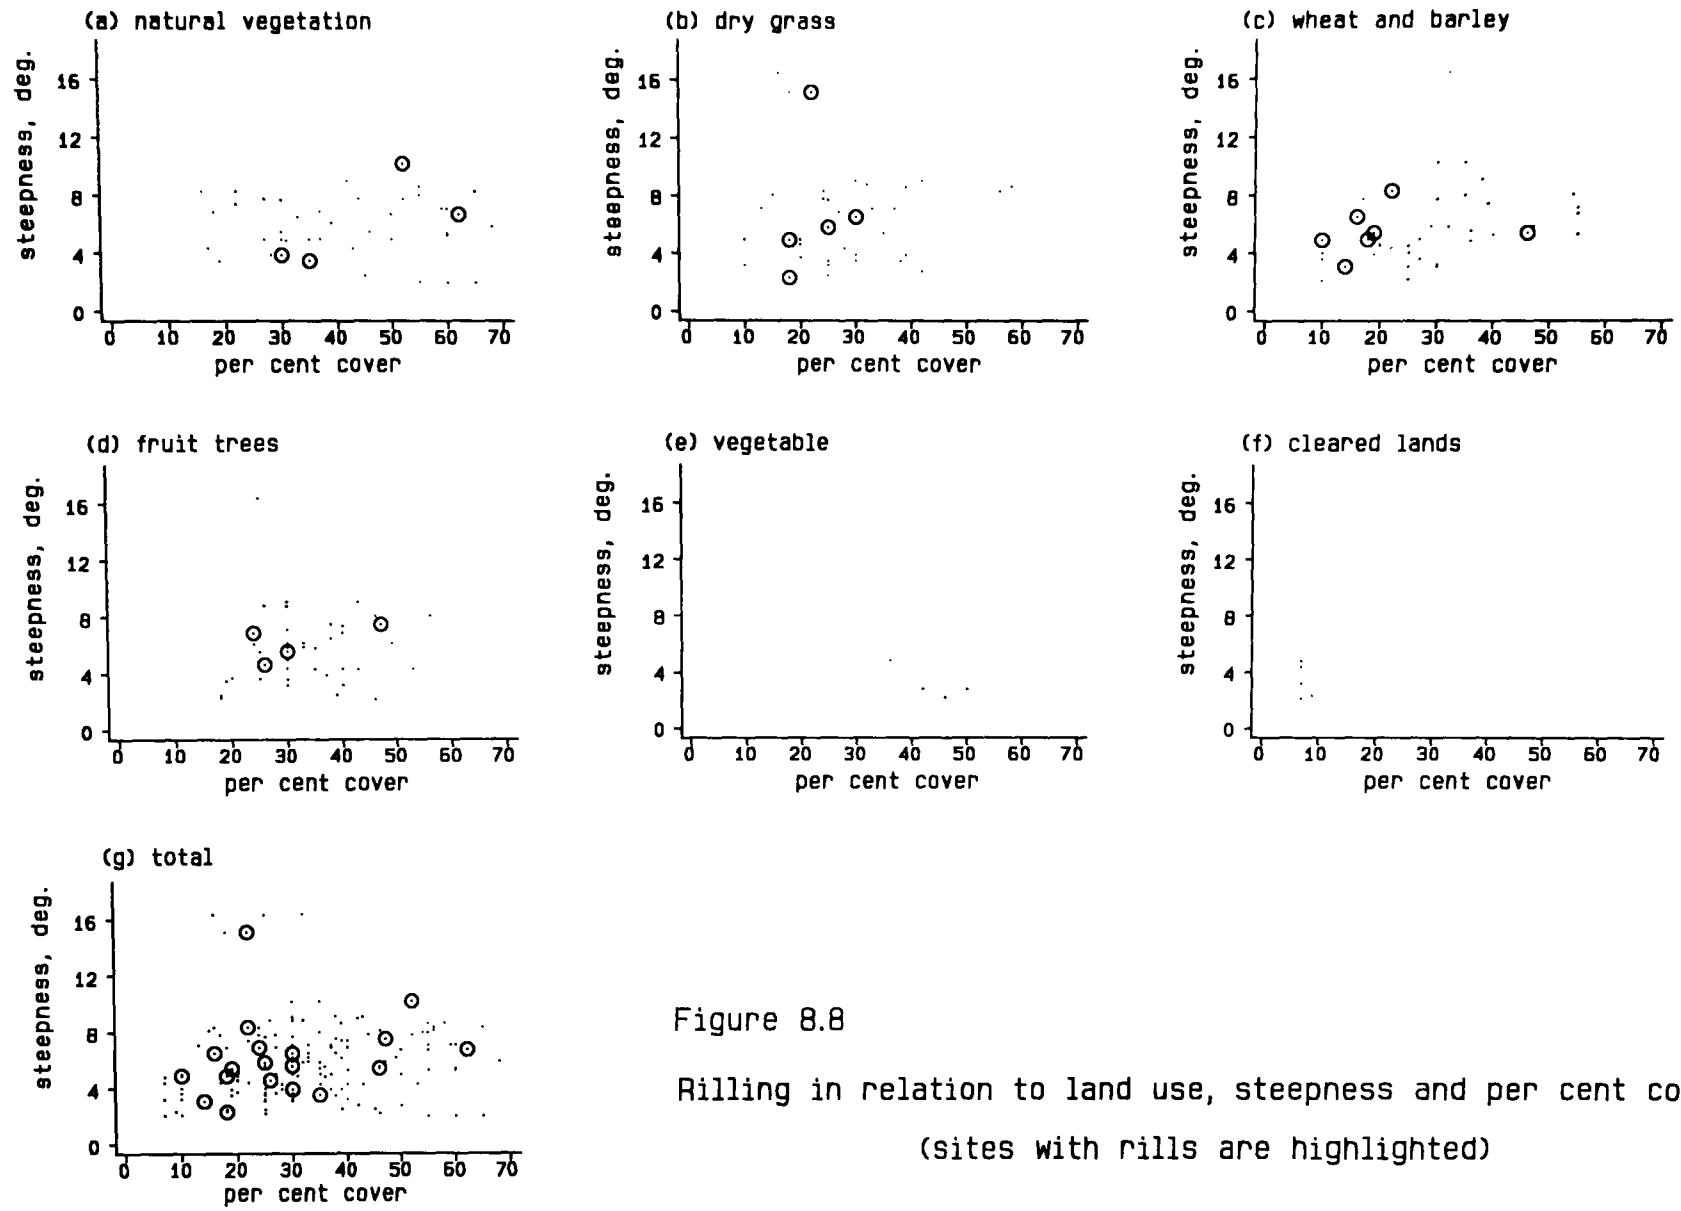 (a) natural vegetation
steepness, deg.
16
12
8
4
0
0 10 20 30 40 50 60 70
per cent cover
(b) dry grass
steepness, deg.
16
12
8
4
0
0 10 20 30 40 50 60 70
per cent cover
(c) wheat and barley
steepness, deg.
16
12
8
4
0
0 10 20 30 40 50 60 70
per cent cover
(d) fruit trees
steepness, deg.
16
12
8
4
0
0 10 20 30 40 50 60 70
per cent cover
(e) vegetable
steepness, deg.
16
12
8
4
0
0 10 20 30 40 50 60 70
per cent cover
(f) cleared lands
steepness, deg.
16
12
8
4
0
0 10 20 30 40 50 60 70
per cent cover
(g) total
steepness, deg.
16
12
8
4
0
0 10 20 30 40 50 60 70
per cent cover
Figure 8.8
Rilling in relation to land use, steepness and per cent co
(sites with rills are highlighted)